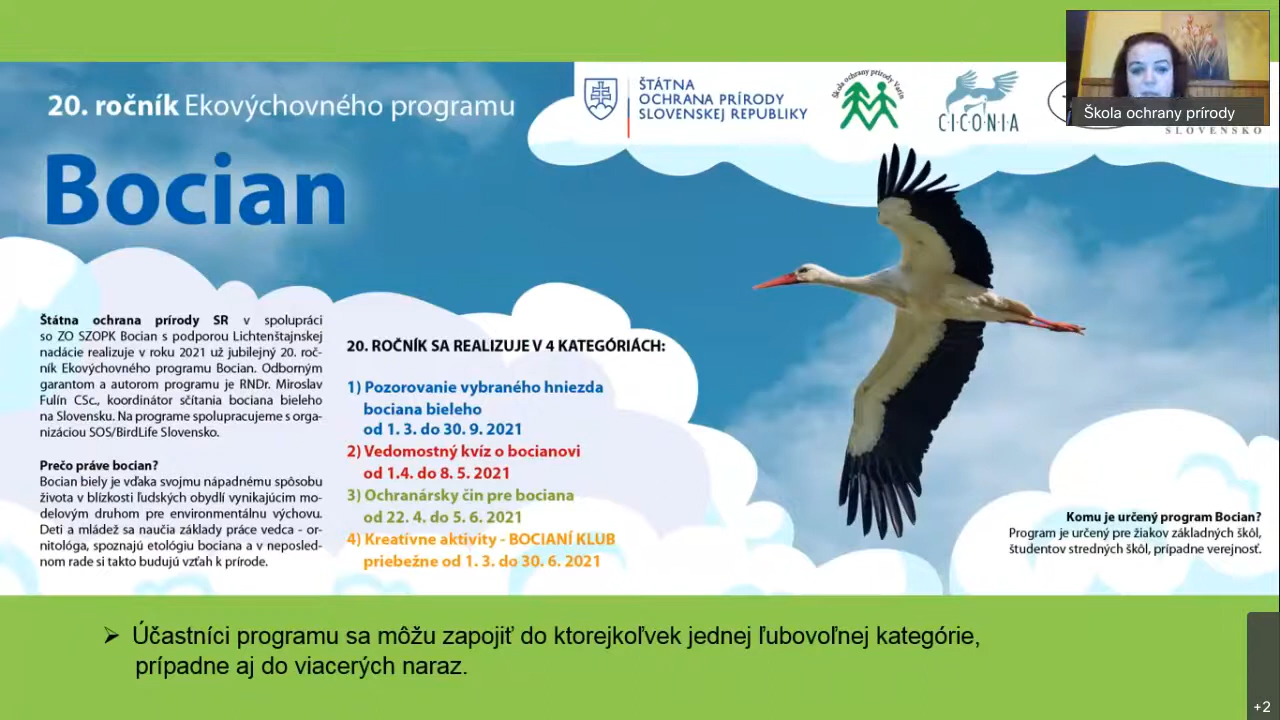 20. ročník Ekovýchovného programu
Bocian
ŠTÁTNA
OCHRANA PRÍRODY
SLOVENSKEJ REPUBLIKY
Škola ochrany prírody Varín
CICONIA
SLOVENSKO
Škola ochrany prírody
Štátna ochrana prírody SR v spolupráci
so ZO SZOPK Bocian s podporou Lichtenštajnskej
nadácie realizuje v roku 2021 už jubilejný 20. roč-
ník Ekovýchovného programu Bocian. Odborným
garantom a autorom programu je RNDr. Miroslav
Fulín CSc., koordinátor sčítania bociana bieleho
na Slovensku. Na programe spolupracujeme s orga-
nizáciou SOS/BirdLife Slovensko.
Prečo práve bocian?
Bocian biely je vďaka svojmu nápadnému spôsobu
života v blízkosti ľudských obydlí vynikajúcim mo-
delovým druhom pre environmentálnu výchovu.
Deti a mládež sa naučia základy práce vedca - or-
nitológa, spoznajú etológiu bociana a v neposled-
nom rade si takto budujú vzťah k prírode.
20. ROČNÍK SA REALIZUJE V 4 KATEGÓRIÁCH:
1) Pozorovanie vybraného hniezda
bociana bieleho
od 1. 3. do 30. 9. 2021
2) Vedomostný kvíz o bocianovi
od 1.4. do 8. 5. 2021
3) Ochranársky čin pre bociana
od 22. 4. do 5. 6. 2021
4) Kreatívne aktivity - BOCIANÍ KLUB
priebežne od 1. 3. do 30. 6. 2021
Komu je určený program Bocian?
Program je určený pre žiakov základných škôl,
študentov stredných škôl, prípadne verejnosť.
➢ Účastníci programu sa môžu zapojiť do ktorejkoľvek jednej ľubovoľnej kategórie,
prípadne aj do viacerých naraz.
+2